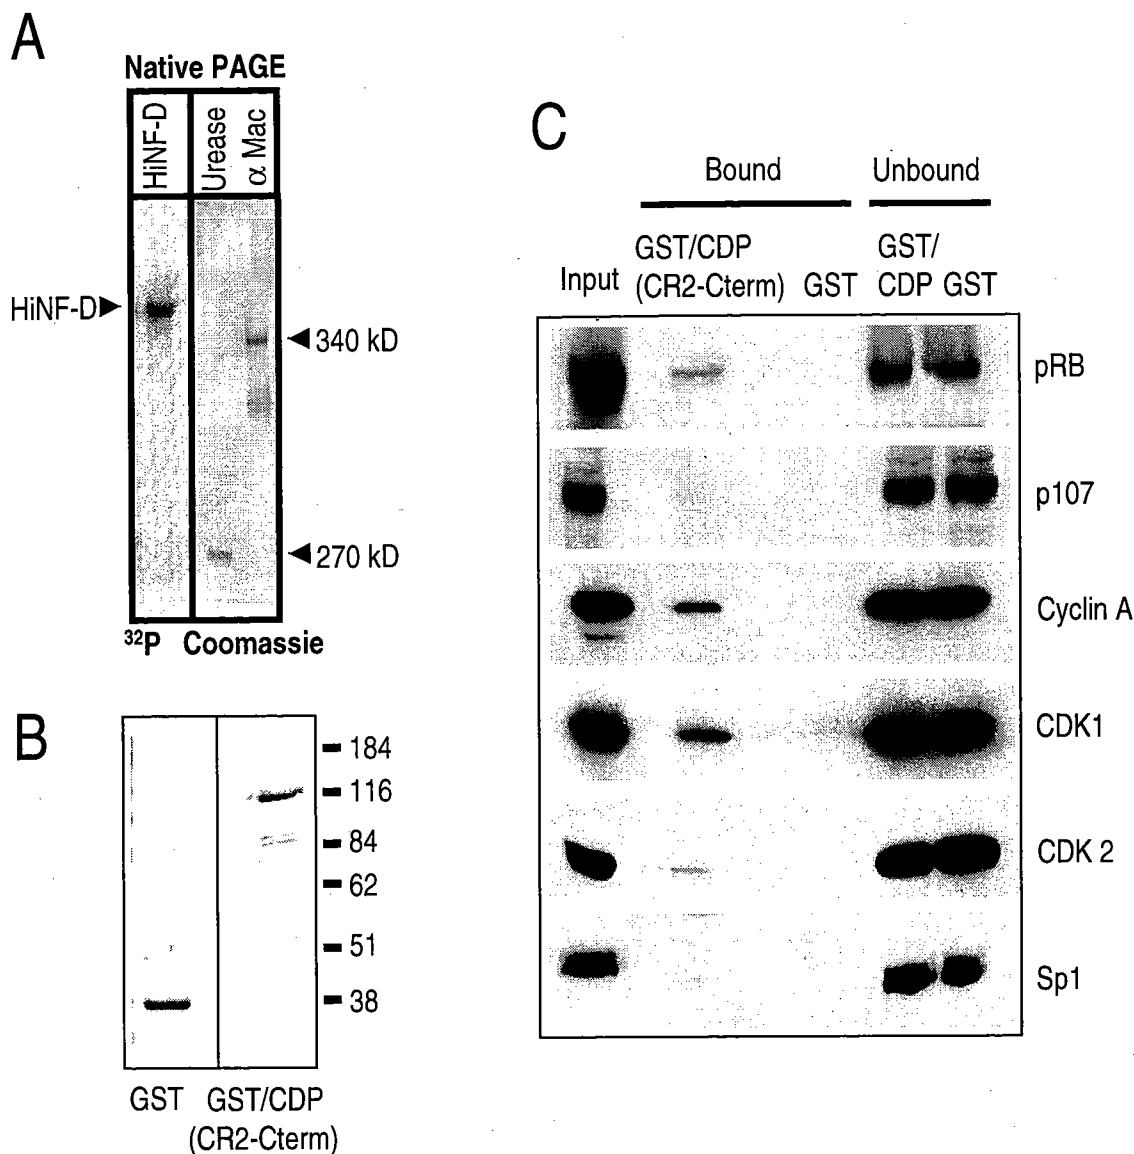 A
Native PAGE
HiNF-D
Urease
α Mac
HiNF-D
340 kD
270 kD
32P Coomassie
B
184
116
84
62
51
38
GST GST/CDP
(CR2-Cterm)
C
Bound Unbound
Input
GST/CDP
(CR2-Cterm)
GST
GST/
CDP
GST
pRB
p107
Cyclin A
CDK1
CDK 2
Sp1